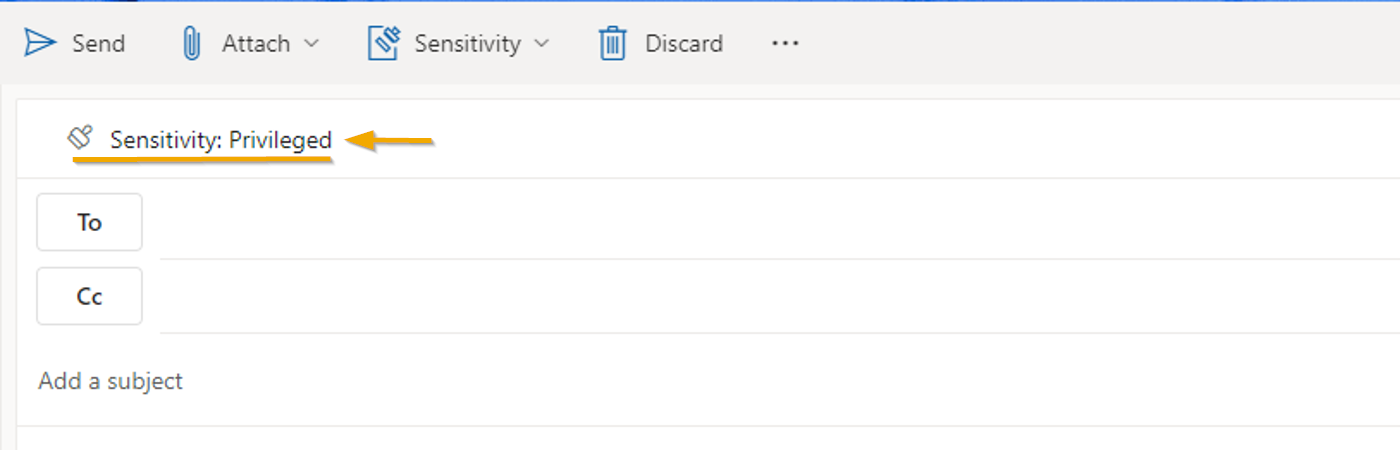 Send Attach Sensitivity Discard ...
Sensitivity: Privileged
To
Cc
Add a subject